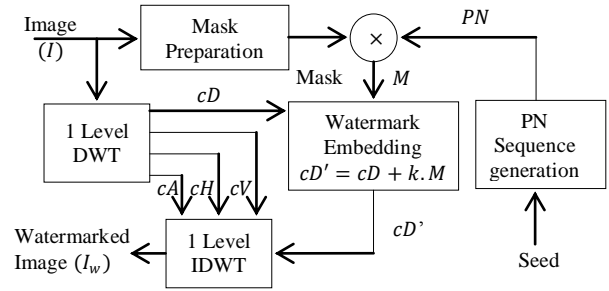 Image
(I)
Mask
Preparation
×
PN
Mask
M
cD
1 Level
DWT
Watermark
Embedding
cD′ = cD + k. M
PN
Sequence
generation
cA
cH
cV
cD’
Watermarked
Image (I_w)
1 Level
IDWT
Seed